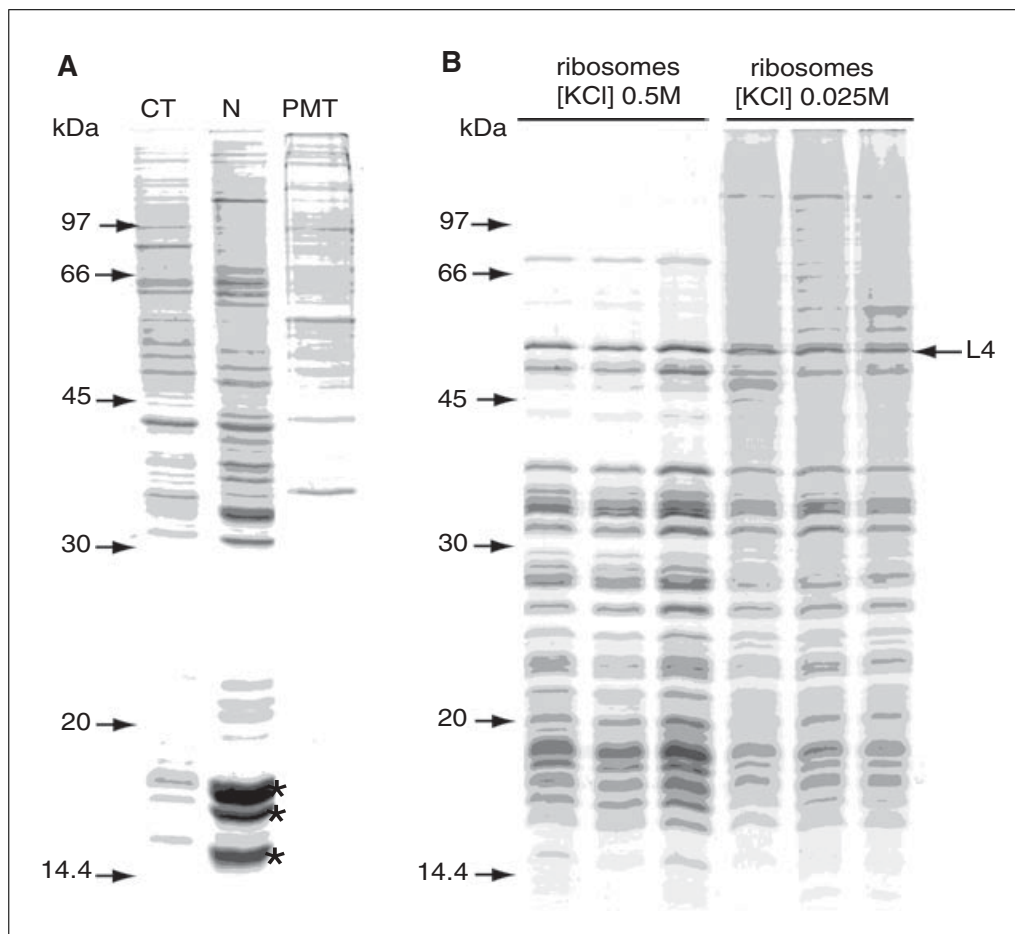 A
CT N PMT
kDa
97
66
45
30
20
14.4
*
*
*
B
ribosomes
[KCl] 0.5M
ribosomes
[KCl] 0.025M
kDa
97
66
45
30
20
14.4
L4